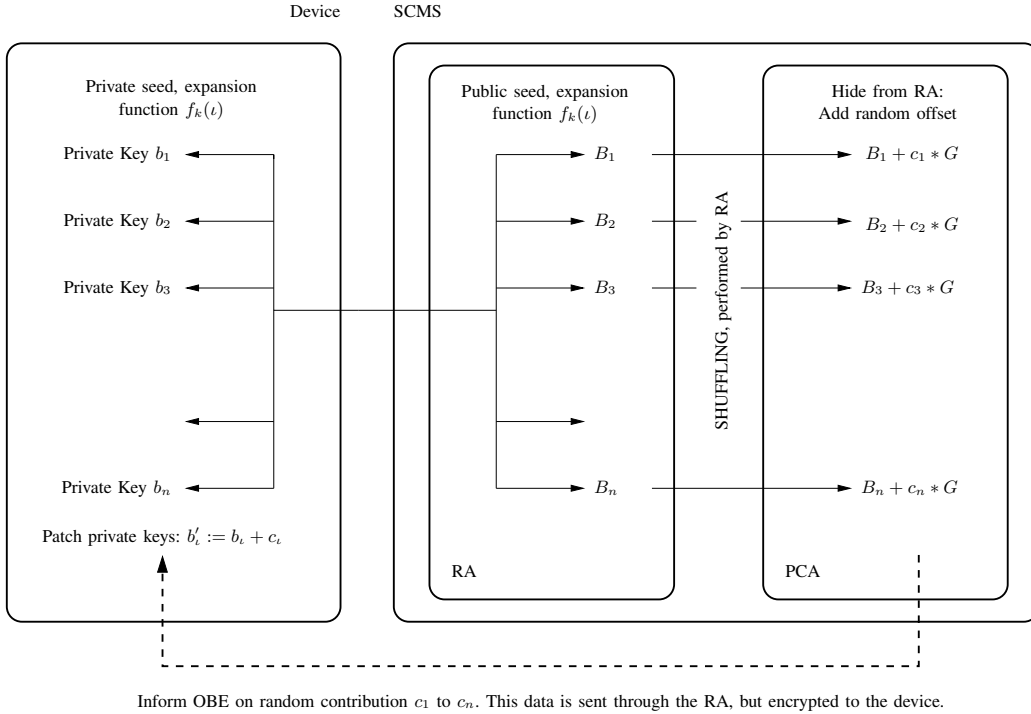 Device
SCMS
Private seed, expansion
function f_k(ι)
Private Key b_1
Private Key b_2
Private Key b_3
Private Key b_n
Patch private keys: b′_ι := b_ι + c_ι
Public seed, expansion
function f_k(ι)
B_1
B_2
B_3
B_n
RA
SHUFFLING, performed by RA
Hide from RA:
Add random offset
B_1 + c_1 ∗ G
B_2 + c_2 ∗ G
B_3 + c_3 ∗ G
B_n + c_n ∗ G
PCA
Inform OBE on random contribution c_1 to c_n. This data is sent through the RA, but encrypted to the device.